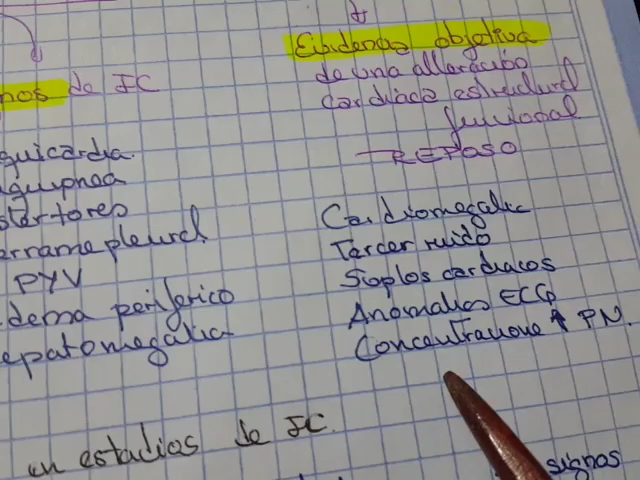 nos de IC
quicardia.
quipnea
stertores
errame pleural.
PYV
dema periferico
epatomegalia
Evidencia objetiva
de una alteración
cardiaca estructural
funcional
REPOSO
Cardiomegalia
Tercer ruido
Soplos cardiacos
Anomalias ECG
Concentracione ↑ PN.
en estadios de IC.
signos